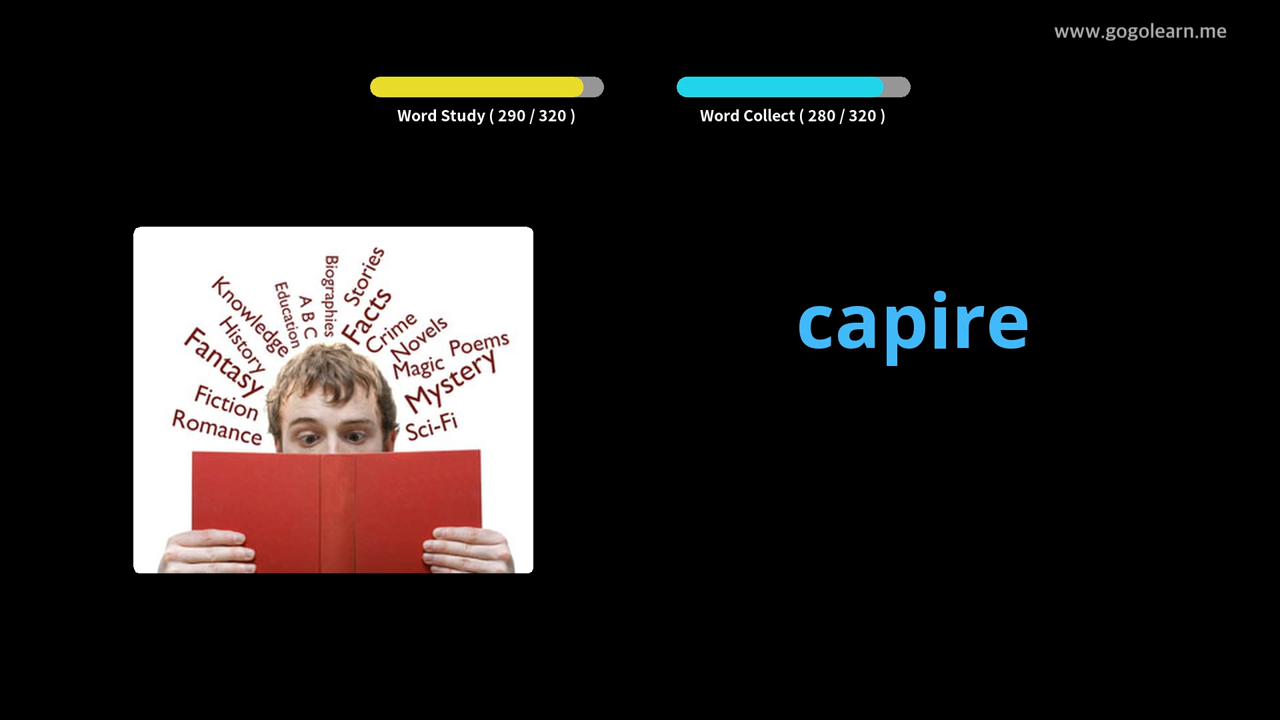 www.gogolearn.me
Word Study ( 290 / 320 )
Word Collect ( 280 / 320 )
Knowledge
Education
A B C
Biographies
Stories
Facts
History
Crime
Novels
Fantasy
Magic
Poems
Mystery
Fiction
Romance
Sci-Fi
capire